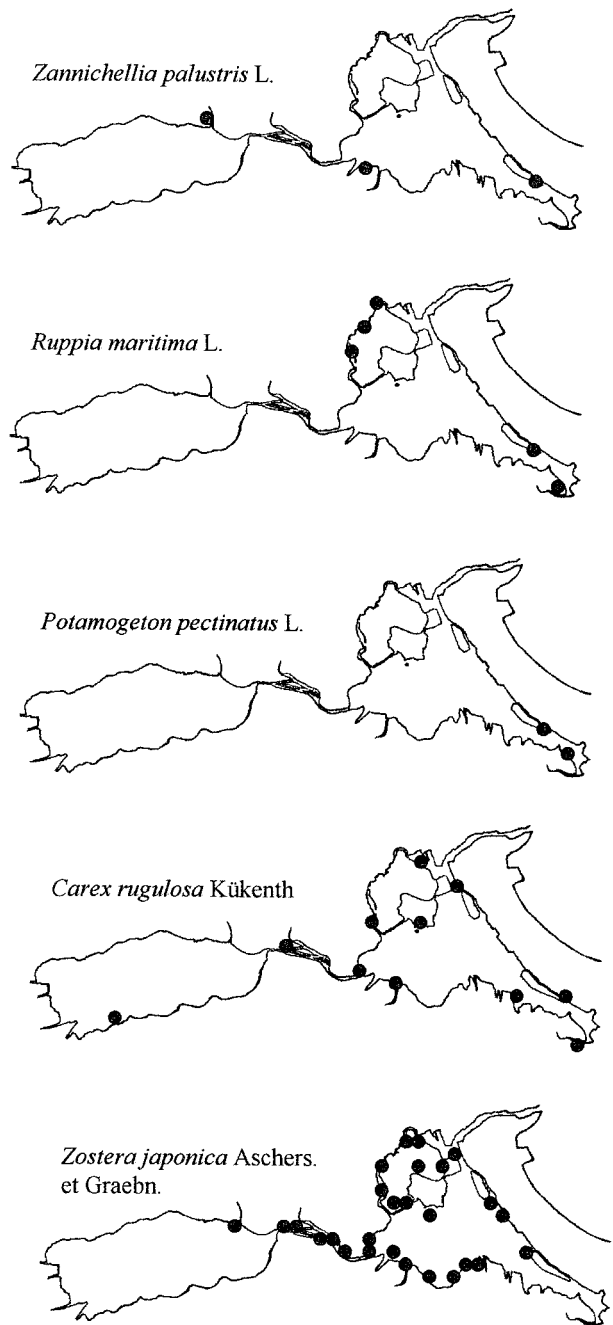 Zannichellia palustris L.
Ruppia maritima L.
Potamogeton pectinatus L.
Carex rugulosa Kükenth
Zostera japonica Aschers.
et Graebn.